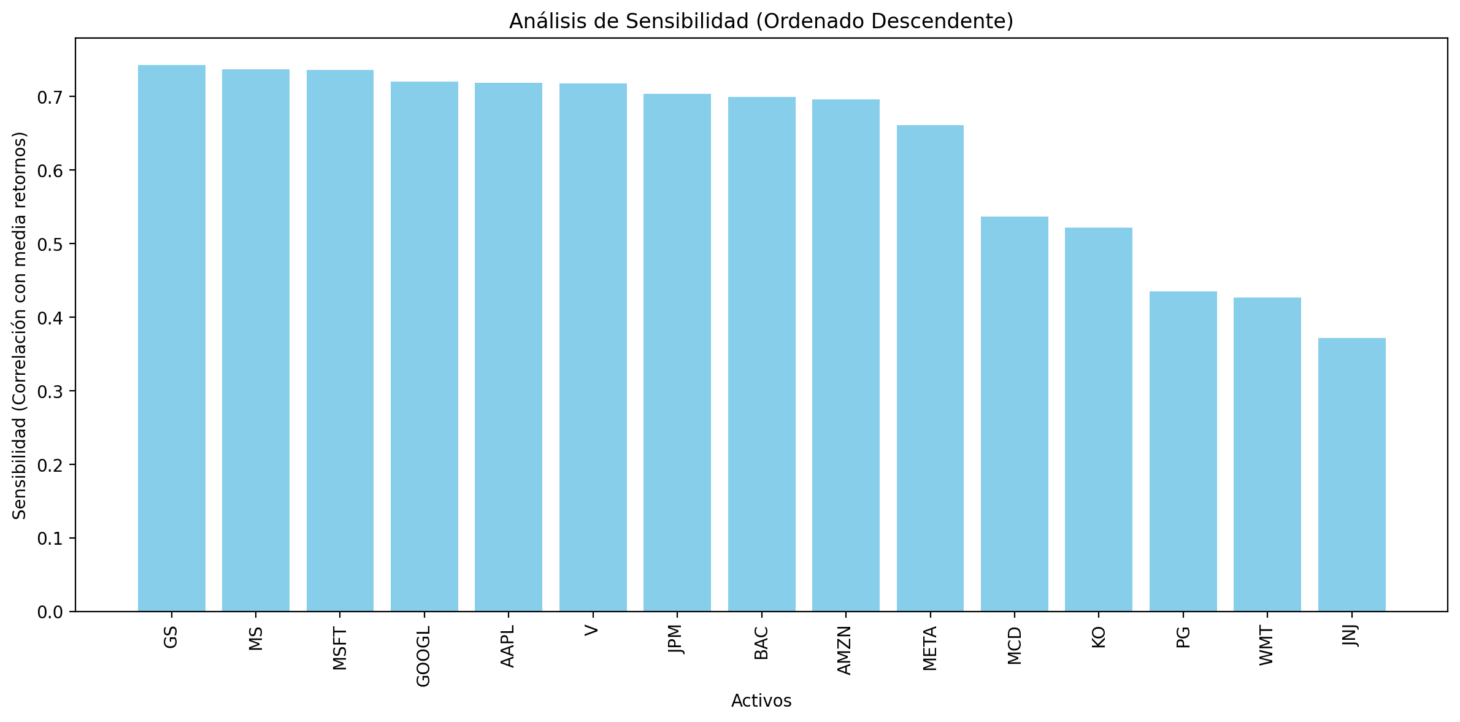 Análisis de Sensibilidad (Ordenado Descendente)
Sensibilidad (Correlación con media retornos)
0.7
0.6
0.5
0.4
0.3
0.2
0.1
0.0
GS
MS
MSFT
GOOGL
AAPL
V
JPM
BAC
AMZN
META
MCD
KO
PG
WMT
JNJ
Activos